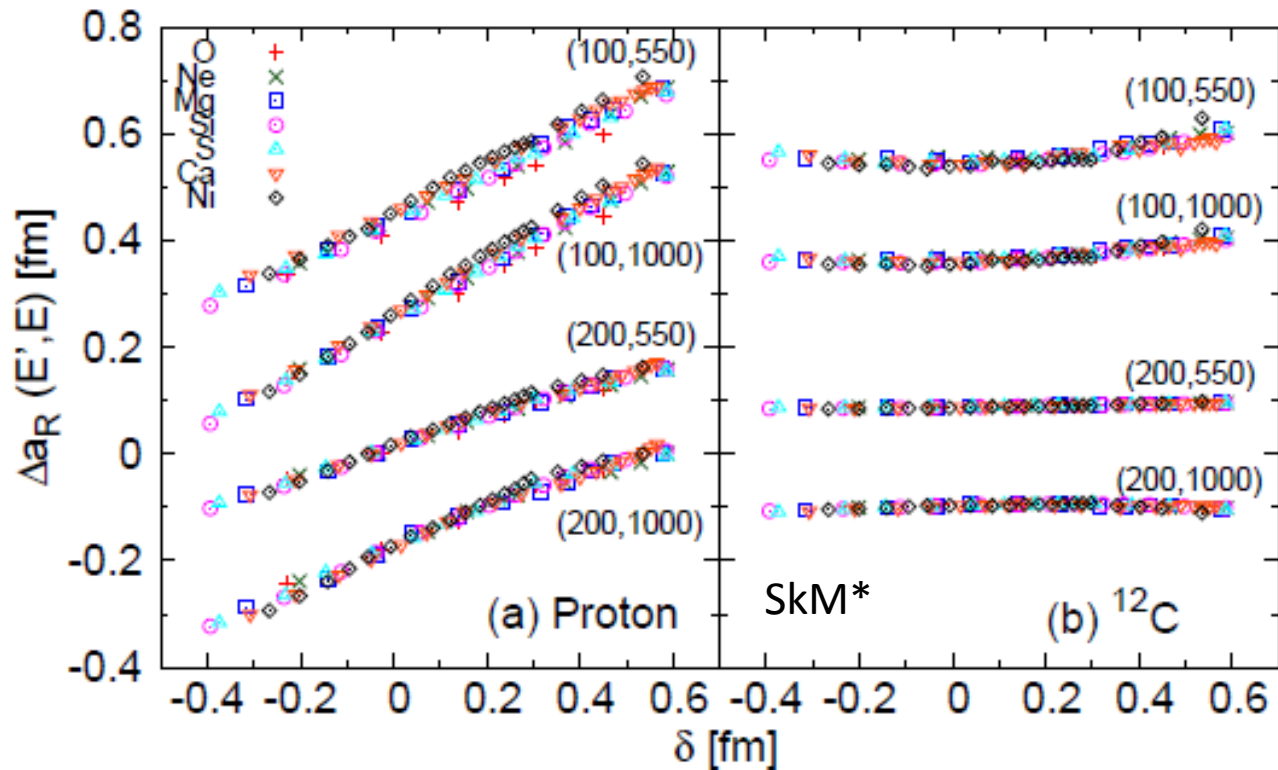 0.8
0.6
0.4
0.2
0
-0.2
-0.4
Δa_R (E',E) [fm]
O
Ne
Mg
Si
S
Ca
Ni
(100,550)
(100,1000)
(200,550)
(200,1000)
(a) Proton
-0.4 -0.2 0 0.2 0.4 0.6
(100,550)
(100,1000)
(200,550)
(200,1000)
SkM*
(b) ¹²C
-0.4 -0.2 0 0.2 0.4 0.6
δ [fm]